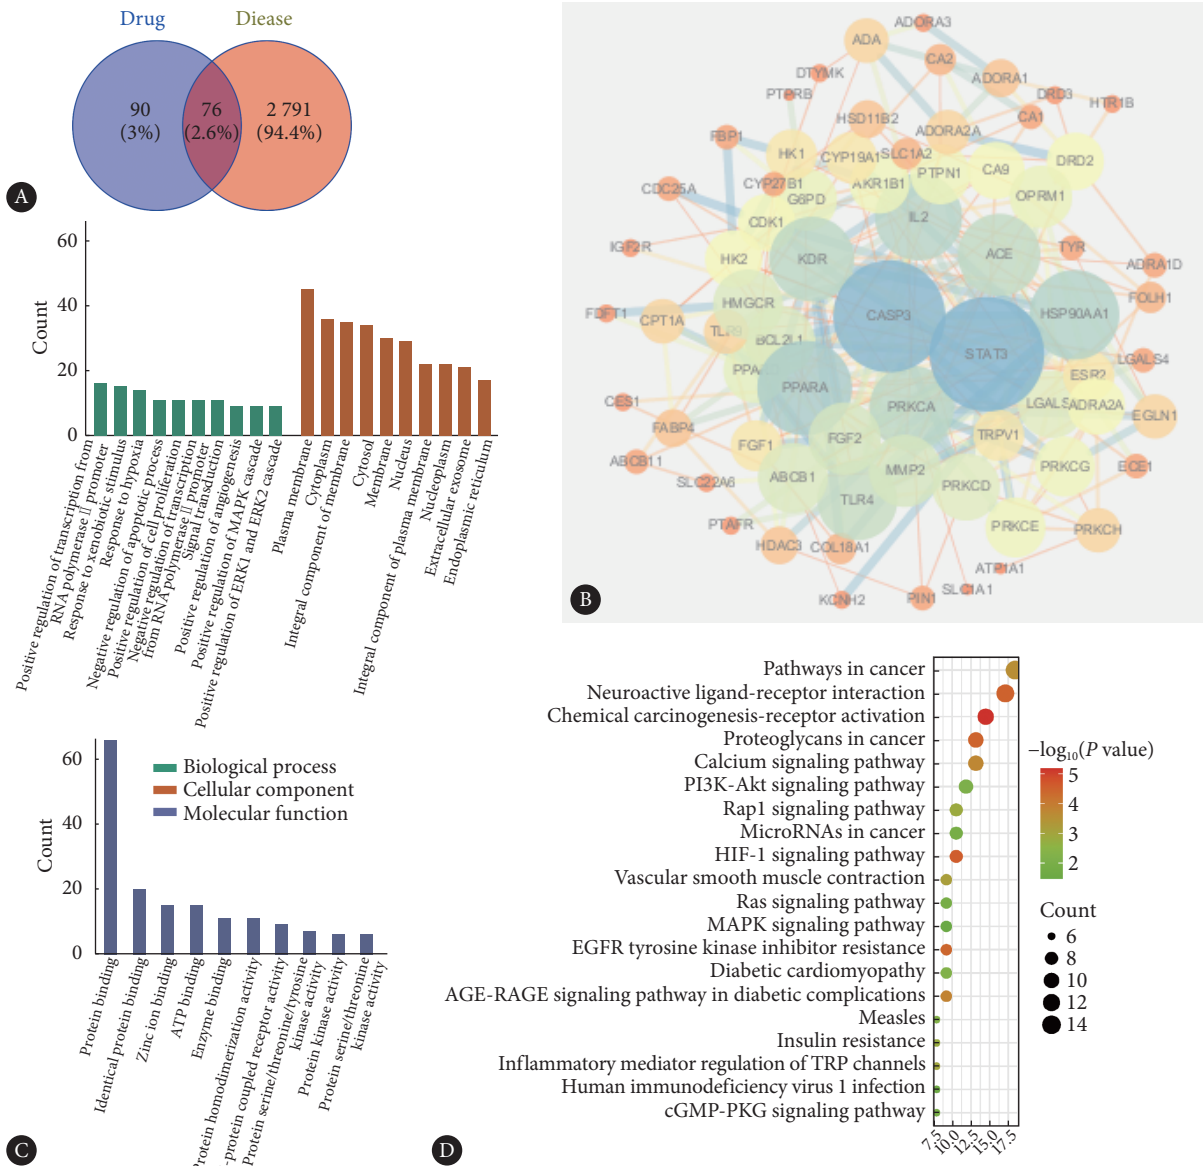 Drug
Diease
90
(3%)
76
(2.6%)
2 791
(94.4%)
A
60
40
20
0
Count
Positive regulation of transcription from
RNA polymerase Ⅱ promoter
Response to xenobiotic stimulus
Response to hypoxia
Negative regulation of apoptotic process
Positive regulation of cell proliferation
Negative regulation of transcription
from RNA polymerase Ⅱ promoter
Signal transduction
Positive regulation of angiogenesis
Positive regulation of MAPK cascade
Positive regulation of ERK1 and ERK2 cascade
Plasma membrane
Cytoplasm
Integral component of membrane
Cytosol
Membrane
Nucleus
Integral component of plasma membrane
Nucleoplasm
Extracellular exosome
Endoplasmic reticulum
60
40
20
0
Count
Biological process
Cellular component
Molecular function
Protein binding
Identical protein binding
Zinc ion binding
ATP binding
Enzyme binding
Protein homodimerization activity
-protein coupled receptor activity
Protein serine/threonine/tyrosine
kinase activity
Protein kinase activity
Protein serine/threonine
kinase activity
C
ADORA3
ADA
CA2
DTYMK
ADORA1
PTPRB
DRD3
HTR1B
HSD11B2
CA1
FBP1
ADORA2A
HK1
CYP19A1
SLC1A2
DRD2
PTPN1
CA9
CDC25A
CYP27B1
AKR1B1
G6PD
OPRM1
CDK1
IL2
IGF2R
TYR
HK2
KDR
ACE
ADRA1D
HMGCR
FOLH1
FDFT1
CPT1A
TLR9
CASP3
HSP90AA1
BCL2L1
STAT3
LGALS4
PPA
ESR2
PPARA
CES1
PRKCA
LGALS
ADRA2A
EGLN1
FABP4
FGF1
FGF2
TRPV1
ABCB11
ABCB1
MMP2
PRKCG
ECE1
SLC22A6
PRKCD
TLR4
PTAFR
PRKCE
PRKCH
HDAC3
COL18A1
ATP1A1
SLC1A1
KCNH2
PIN1
B
Pathways in cancer
Neuroactive ligand-receptor interaction
Chemical carcinogenesis-receptor activation
Proteoglycans in cancer
Calcium signaling pathway
PI3K-Akt signaling pathway
Rap1 signaling pathway
MicroRNAs in cancer
HIF-1 signaling pathway
Vascular smooth muscle contraction
Ras signaling pathway
MAPK signaling pathway
EGFR tyrosine kinase inhibitor resistance
Diabetic cardiomyopathy
AGE-RAGE signaling pathway in diabetic complications
Measles
Insulin resistance
Inflammatory mediator regulation of TRP channels
Human immunodeficiency virus 1 infection
cGMP-PKG signaling pathway
7.5
10.0
12.5
15.0
17.5
−log₁₀(P value)
5
4
3
2
Count
6
8
10
12
14
D